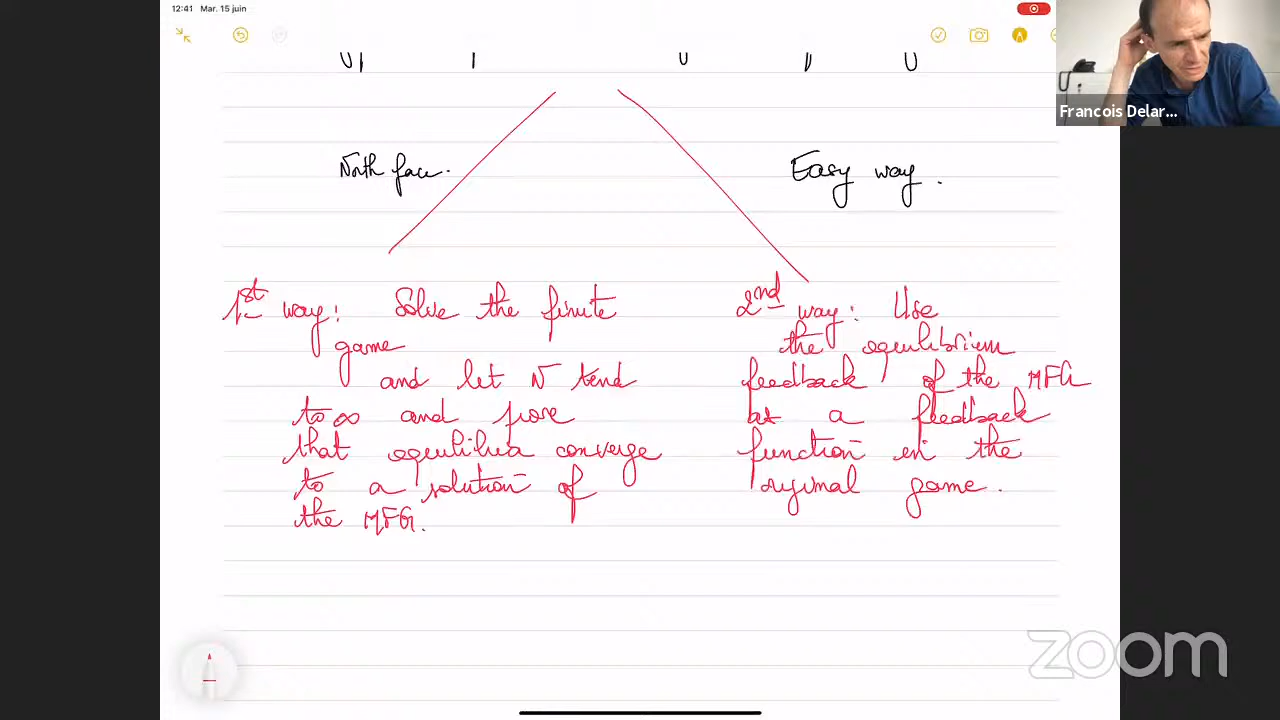 12:41 Mar. 15 juin
Francois Delar...
North face.
Easy way.
1st way: Solve the finite
game
and let N tend
to ∞ and prove
that equilibria converge
to a solution of
the MFG.
2nd way: Use
the equilibrium
feedback of the MFG
as a feedback
function in the
original game.
zoom